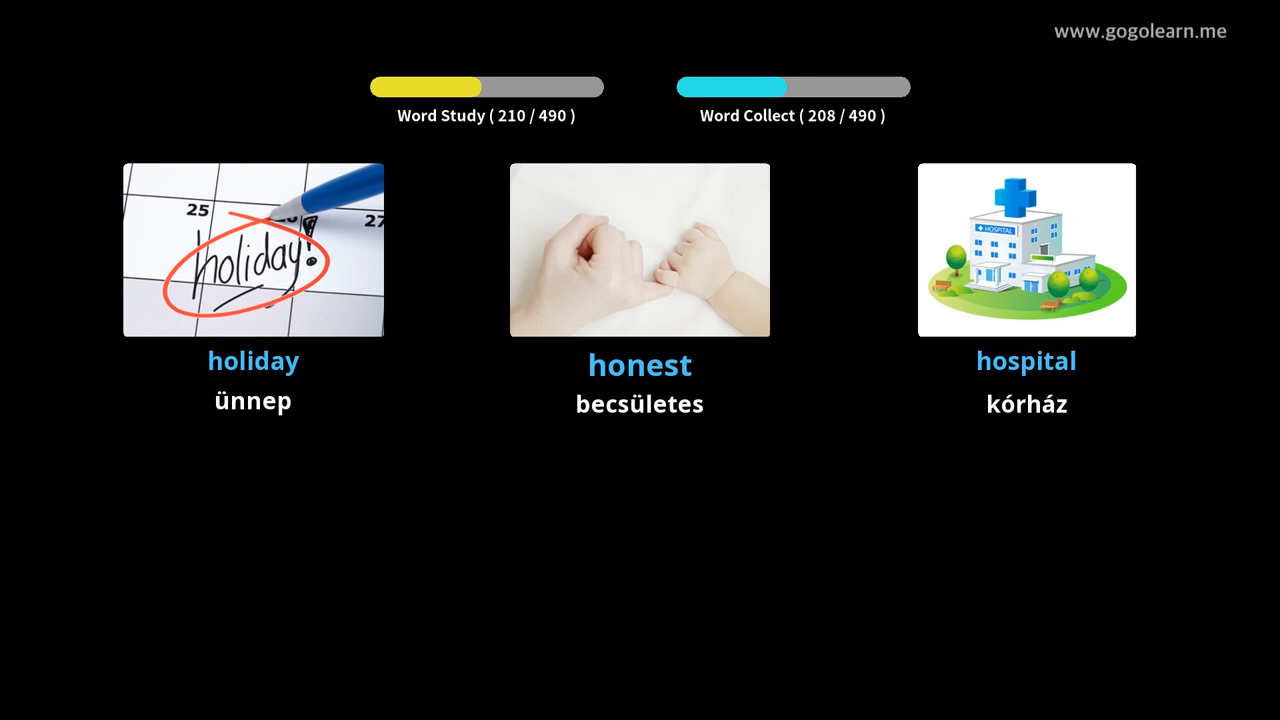 www.gogolearn.me
Word Study ( 210 / 490 )
Word Collect ( 208 / 490 )
25
27
holiday!
HOSPITAL
holiday
honest
hospital
ünnep
becsületes
kórház